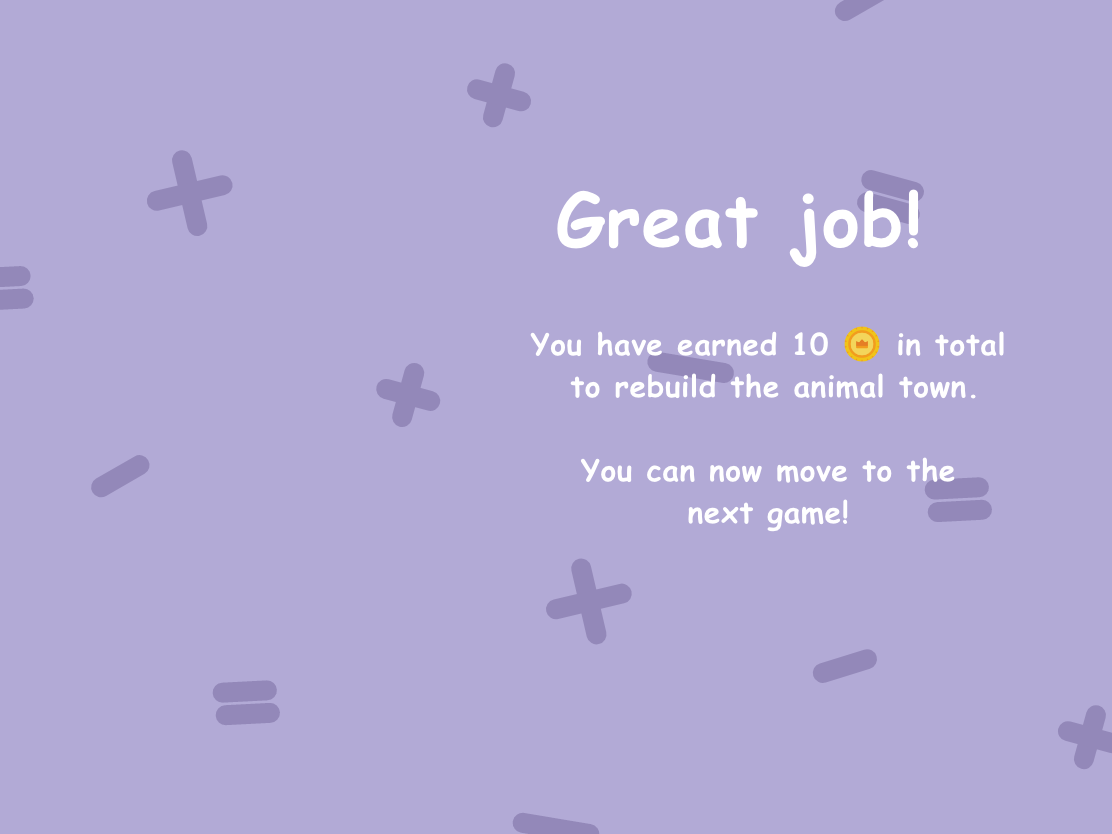 Great job!
You have earned 10 in total
to rebuild the animal town.
You can now move to the
next game!